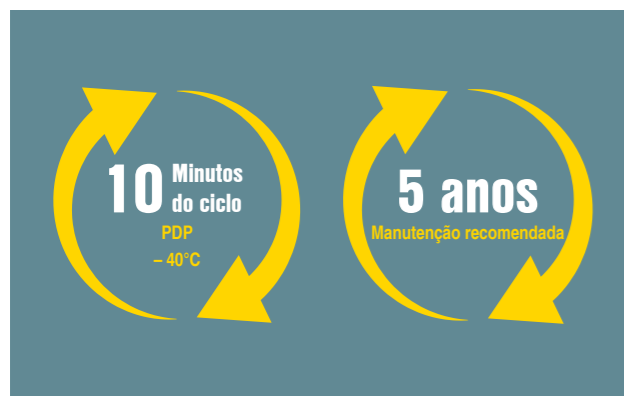 10 Minutos
do ciclo
PDP
– 40°C
5 anos
Manutenção recomendada